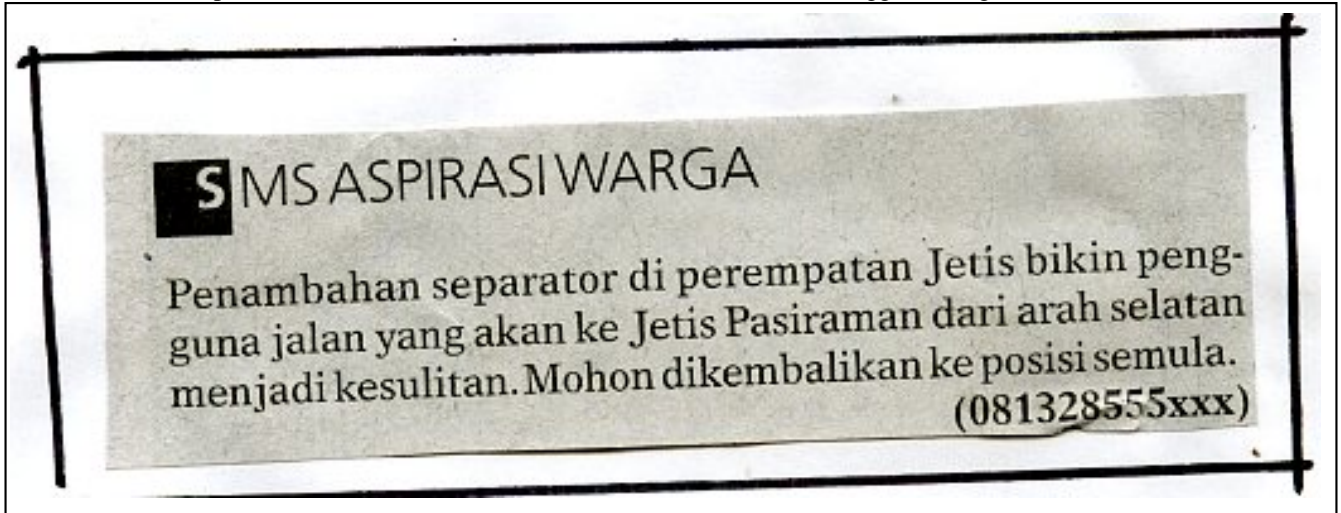 SMS ASPIRASI WARGA
Penambahan separator di perempatan Jetis bikin peng-
guna jalan yang akan ke Jetis Pasiraman dari arah selatan
menjadi kesulitan. Mohon dikembalikan ke posisi semula.
(081328555xxx)